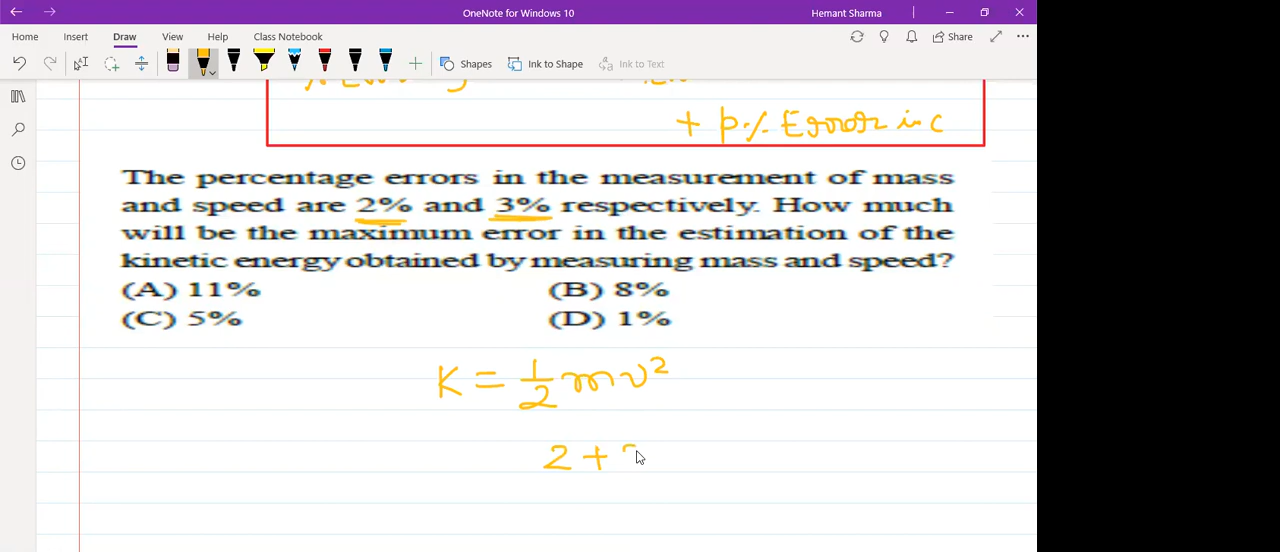 OneNote for Windows 10
Hemant Sharma
Home Insert Draw View Help Class Notebook
Share
Shapes Ink to Shape Ink to Text
+ p% Error in c
The percentage errors in the measurement of mass
and speed are 2% and 3% respectively. How much
will be the maximum error in the estimation of the
kinetic energy obtained by measuring mass and speed?
(A) 11% (B) 8%
(C) 5% (D) 1%
K = 1/2 mv²
2 +